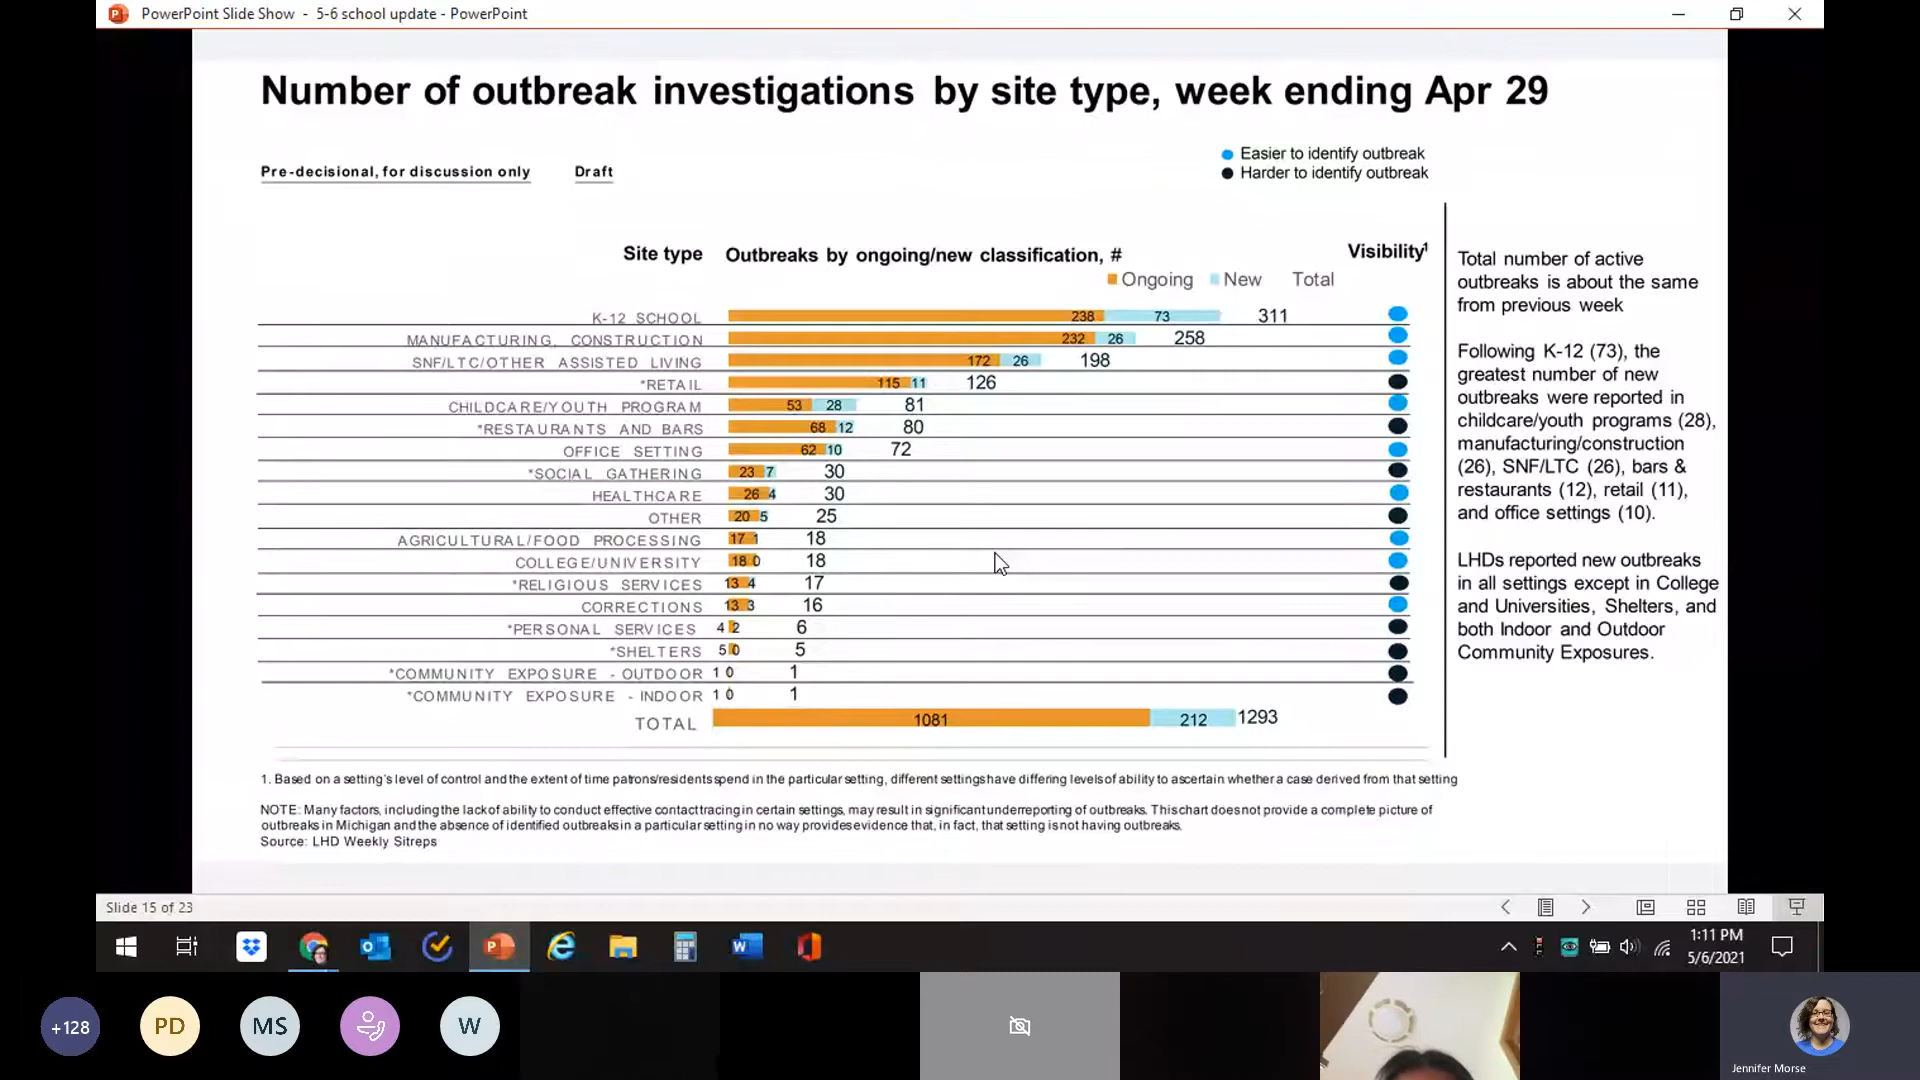 PowerPoint Slide Show - 5-6 school update - PowerPoint
Number of outbreak investigations by site type, week ending Apr 29
Easier to identify outbreak
Harder to identify outbreak
Pre-decisional, for discussion only Draft
Site type Outbreaks by ongoing/new classification, # Visibility¹
Ongoing New Total
K-12 SCHOOL 238 73 311
MANUFACTURING, CONSTRUCTION 232 26 258
SNF/LTC/OTHER ASSISTED LIVING 172 26 198
*RETAIL 115 11 126
CHILDCARE/YOUTH PROGRAM 53 28 81
*RESTAURANTS AND BARS 68 12 80
OFFICE SETTING 62 10 72
*SOCIAL GATHERING 23 7 30
HEALTHCARE 26 4 30
OTHER 20 5 25
AGRICULTURAL/FOOD PROCESSING 17 1 18
COLLEGE/UNIVERSITY 18 0 18
*RELIGIOUS SERVICES 13 4 17
CORRECTIONS 13 3 16
*PERSONAL SERVICES 4 2 6
*SHELTERS 5 0 5
*COMMUNITY EXPOSURE - OUTDOOR 1 0 1
*COMMUNITY EXPOSURE - INDOOR 1 0 1
TOTAL 1081 212 1293
Total number of active
outbreaks is about the same
from previous week
Following K-12 (73), the
greatest number of new
outbreaks were reported in
childcare/youth programs (28),
manufacturing/construction
(26), SNF/LTC (26), bars &
restaurants (12), retail (11),
and office settings (10).
LHDs reported new outbreaks
in all settings except in College
and Universities, Shelters, and
both Indoor and Outdoor
Community Exposures.
1. Based on a setting's level of control and the extent of time patrons/residents spend in the particular setting, different settings have differing levels of ability to ascertain whether a case derived from that setting
NOTE: Many factors, including the lack of ability to conduct effective contact tracing in certain settings, may result in significant underreporting of outbreaks. This chart does not provide a complete picture of
outbreaks in Michigan and the absence of identified outbreaks in a particular setting in no way provides evidence that, in fact, that setting is not having outbreaks.
Source: LHD Weekly Sitreps
Slide 15 of 23
1:11 PM
5/6/2021
+128 PD MS W
Jennifer Morse